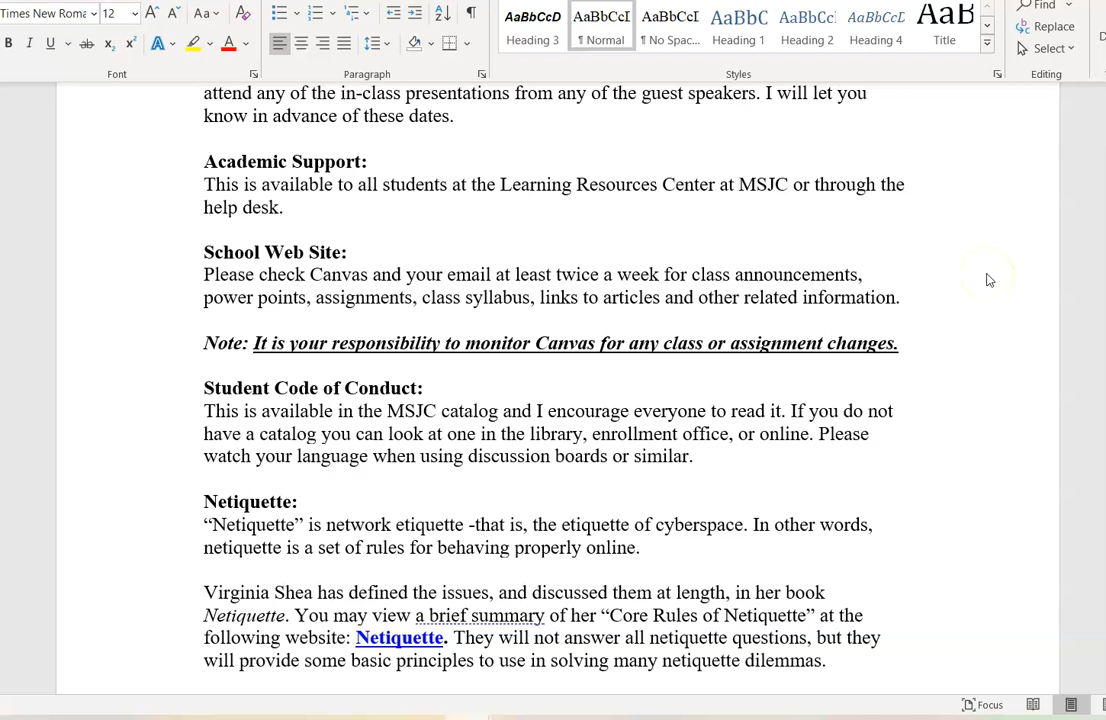 Times New Roma 12 Aa
AaBbCcD AaBbCcI AaBbCcI AaBbC AaBbCc AaBbCcD AaB Find
B I U ab x₂ x² A A Heading 3 ¶ Normal ¶ No Spac... Heading 1 Heading 2 Heading 4 Title Replace
Select
Font Paragraph Styles Editing
attend any of the in-class presentations from any of the guest speakers. I will let you
know in advance of these dates.
Academic Support:
This is available to all students at the Learning Resources Center at MSJC or through the
help desk.
School Web Site:
Please check Canvas and your email at least twice a week for class announcements,
power points, assignments, class syllabus, links to articles and other related information.
Note: It is your responsibility to monitor Canvas for any class or assignment changes.
Student Code of Conduct:
This is available in the MSJC catalog and I encourage everyone to read it. If you do not
have a catalog you can look at one in the library, enrollment office, or online. Please
watch your language when using discussion boards or similar.
Netiquette:
“Netiquette” is network etiquette -that is, the etiquette of cyberspace. In other words,
netiquette is a set of rules for behaving properly online.
Virginia Shea has defined the issues, and discussed them at length, in her book
Netiquette. You may view a brief summary of her “Core Rules of Netiquette” at the
following website: Netiquette. They will not answer all netiquette questions, but they
will provide some basic principles to use in solving many netiquette dilemmas.
Focus